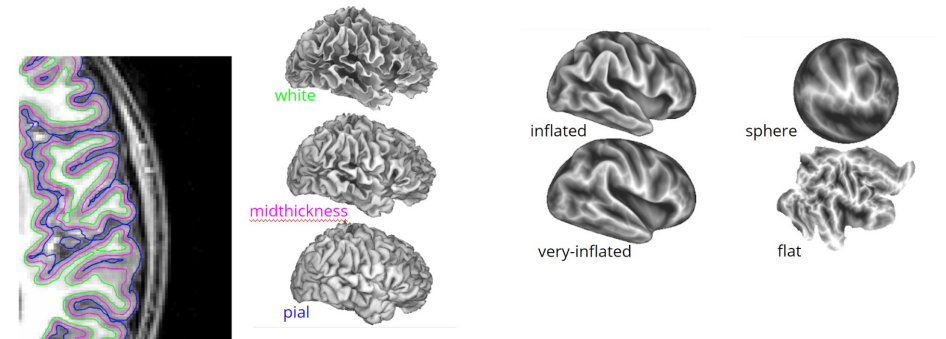 white
midthickness
pial
inflated
very-inflated
sphere
flat